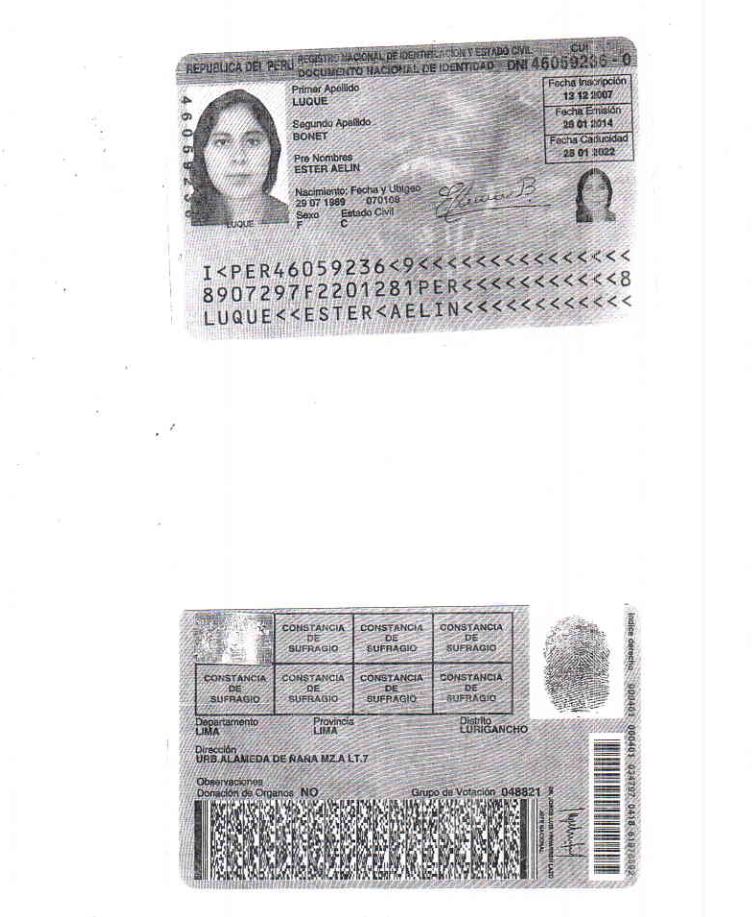 REPUBLICA DEL PERU REGISTRO NACIONAL DE IDENTIFICACION Y ESTADO CIVIL CUI
DOCUMENTO NACIONAL DE IDENTIDAD DNI 46059236 - 0
Primer Apellido
LUQUE
Segundo Apellido
BONET
Pre Nombres
ESTER AELIN
Nacimiento: Fecha y Ubigeo
29 07 1989 070108
Sexo Estado Civil
F C
Fecha Inscripción
13 12 2007
Fecha Emisión
28 01 2014
Fecha Caducidad
28 01 2022
46059236
LUQUE
I<PER46059236<9<<<<<<<<<<<<<<<
8907297F2201281PER<<<<<<<<<<<8
LUQUE<<ESTER<AELIN<<<<<<<<<<<<
CONSTANCIA DE SUFRAGIO CONSTANCIA DE SUFRAGIO CONSTANCIA DE SUFRAGIO
CONSTANCIA DE SUFRAGIO CONSTANCIA DE SUFRAGIO CONSTANCIA DE SUFRAGIO CONSTANCIA DE SUFRAGIO
Departamento Provincia Distrito
LIMA LIMA LURIGANCHO
Dirección
URB.ALAMEDA DE ÑAÑA MZ.A LT.7
Observaciones
Donación de Organos NO Grupo de Votación 048821
Indice derecho